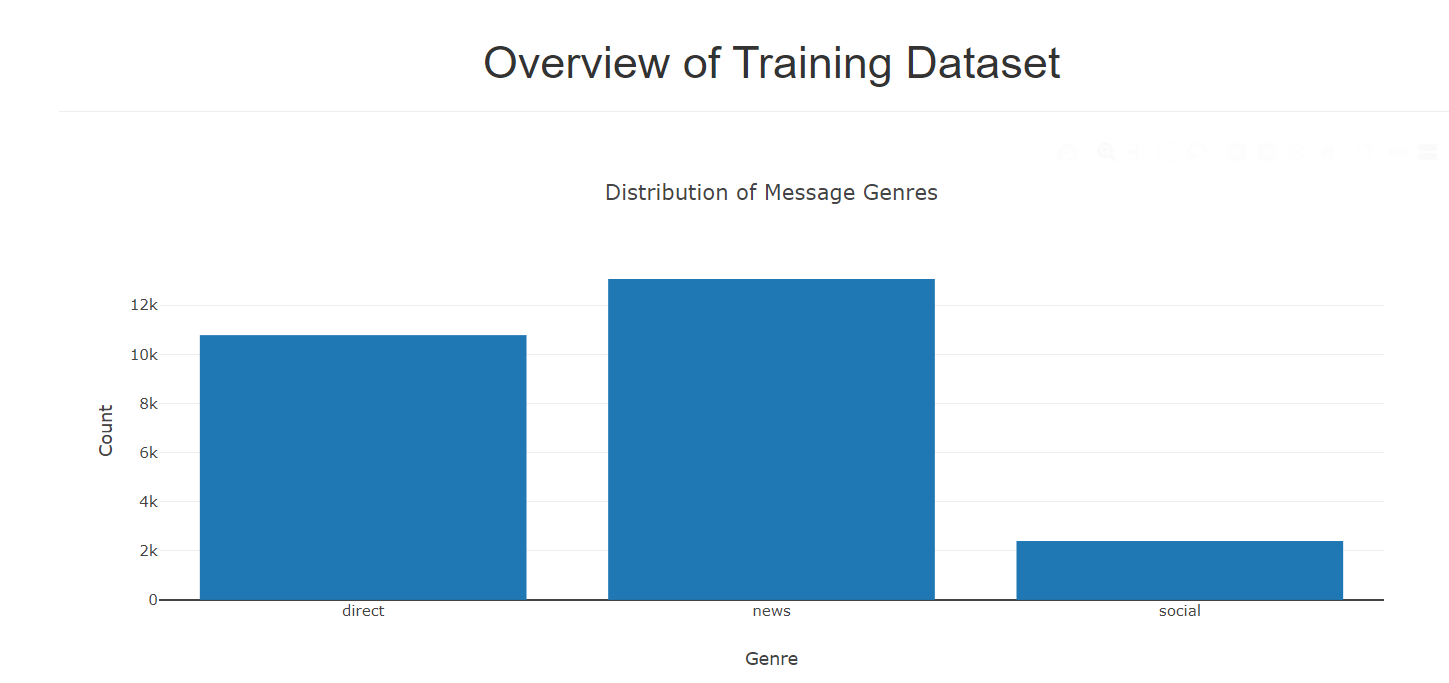 Overview of Training Dataset
Distribution of Message Genres
12k
10k
8k
6k
4k
2k
0
Count
direct news social
Genre